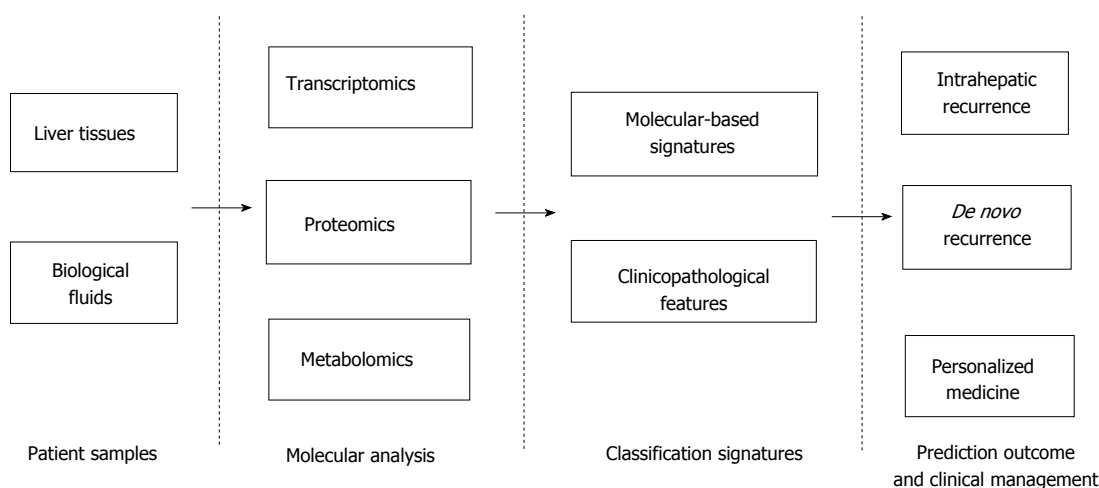 Liver tissues
Biological
fluids
Patient samples
Transcriptomics
Proteomics
Metabolomics
Molecular analysis
Molecular-based
signatures
Clinicopathological
features
Classification signatures
Intrahepatic
recurrence
De novo
recurrence
Personalized
medicine
Prediction outcome
and clinical management